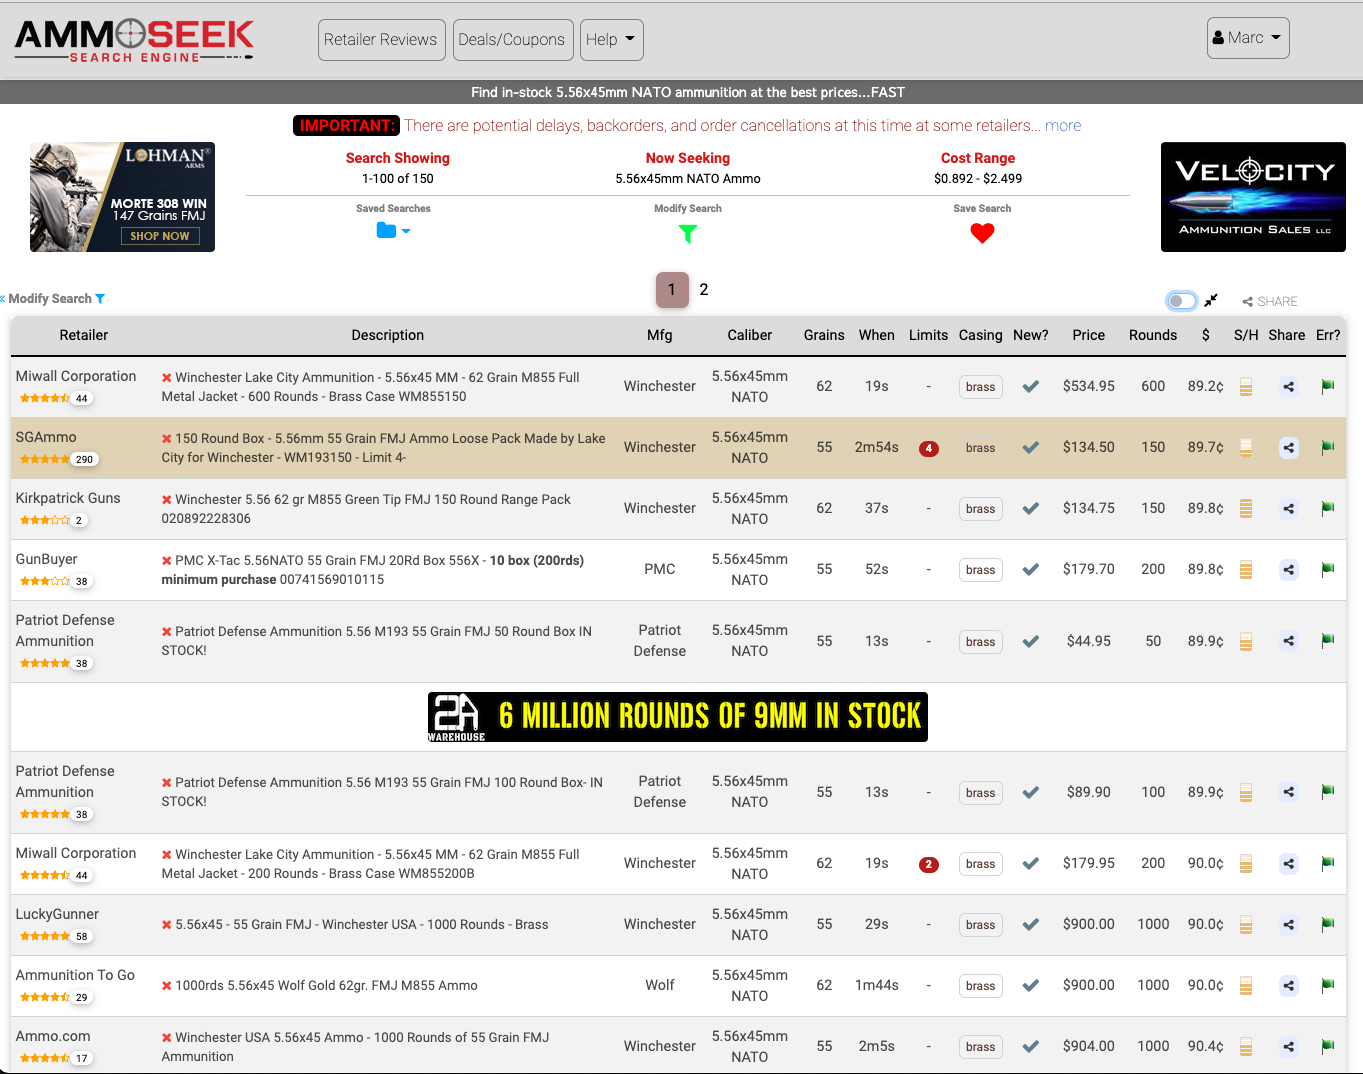 AMMOSEEK
SEARCH ENGINE
Retailer Reviews
Deals/Coupons
Help
Marc
Find in-stock 5.56x45mm NATO ammunition at the best prices...FAST
IMPORTANT: There are potential delays, backorders, and order cancellations at this time at some retailers... more
LOHMAN®
ARMS
MORTE 308 WIN
147 Grains FMJ
SHOP NOW
Search Showing
1-100 of 150
Now Seeking
5.56x45mm NATO Ammo
Cost Range
$0.892 - $2.499
Saved Searches
Modify Search
Save Search
VELOCITY
AMMUNITION SALES LLC
« Modify Search
1 2
SHARE
Retailer Description Mfg Caliber Grains When Limits Casing New? Price Rounds $ S/H Share Err?
Miwall Corporation
44
Winchester Lake City Ammunition - 5.56x45 MM - 62 Grain M855 Full
Metal Jacket - 600 Rounds - Brass Case WM855150
Winchester
5.56x45mm
NATO
62 19s - brass $534.95 600 89.2¢
SGAmmo
290
150 Round Box - 5.56mm 55 Grain FMJ Ammo Loose Pack Made by Lake
City for Winchester - WM193150 - Limit 4-
Winchester
5.56x45mm
NATO
55 2m54s 4 brass $134.50 150 89.7¢
Kirkpatrick Guns
2
Winchester 5.56 62 gr M855 Green Tip FMJ 150 Round Range Pack
020892228306
Winchester
5.56x45mm
NATO
62 37s - brass $134.75 150 89.8¢
GunBuyer
38
PMC X-Tac 5.56NATO 55 Grain FMJ 20Rd Box 556X - 10 box (200rds)
minimum purchase 00741569010115
PMC
5.56x45mm
NATO
55 52s - brass $179.70 200 89.8¢
Patriot Defense
Ammunition
38
Patriot Defense Ammunition 5.56 M193 55 Grain FMJ 50 Round Box IN
STOCK!
Patriot
Defense
5.56x45mm
NATO
55 13s - brass $44.95 50 89.9¢
2A
WAREHOUSE
6 MILLION ROUNDS OF 9MM IN STOCK
Patriot Defense
Ammunition
38
Patriot Defense Ammunition 5.56 M193 55 Grain FMJ 100 Round Box- IN
STOCK!
Patriot
Defense
5.56x45mm
NATO
55 13s - brass $89.90 100 89.9¢
Miwall Corporation
44
Winchester Lake City Ammunition - 5.56x45 MM - 62 Grain M855 Full
Metal Jacket - 200 Rounds - Brass Case WM855200B
Winchester
5.56x45mm
NATO
62 19s 2 brass $179.95 200 90.0¢
LuckyGunner
58
5.56x45 - 55 Grain FMJ - Winchester USA - 1000 Rounds - Brass
Winchester
5.56x45mm
NATO
55 29s - brass $900.00 1000 90.0¢
Ammunition To Go
29
1000rds 5.56x45 Wolf Gold 62gr. FMJ M855 Ammo
Wolf
5.56x45mm
NATO
62 1m44s - brass $900.00 1000 90.0¢
Ammo.com
17
Winchester USA 5.56x45 Ammo - 1000 Rounds of 55 Grain FMJ
Ammunition
Winchester
5.56x45mm
NATO
55 2m5s - brass $904.00 1000 90.4¢